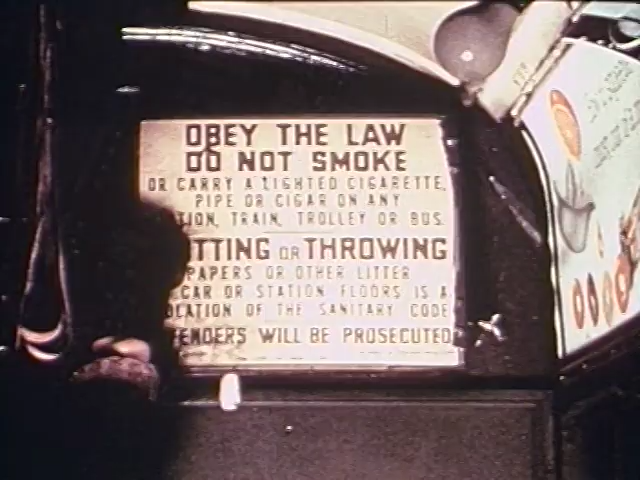 OBEY THE LAW
DO NOT SMOKE
OR CARRY A LIGHTED CIGARETTE,
PIPE OR CIGAR ON ANY
TION, TRAIN, TROLLEY OR BUS.
ITTING OR THROWING
PAPERS OR OTHER LITTER
CAR OR STATION FLOORS IS A
OLATION OF THE SANITARY CODE
FENDERS WILL BE PROSECUTED